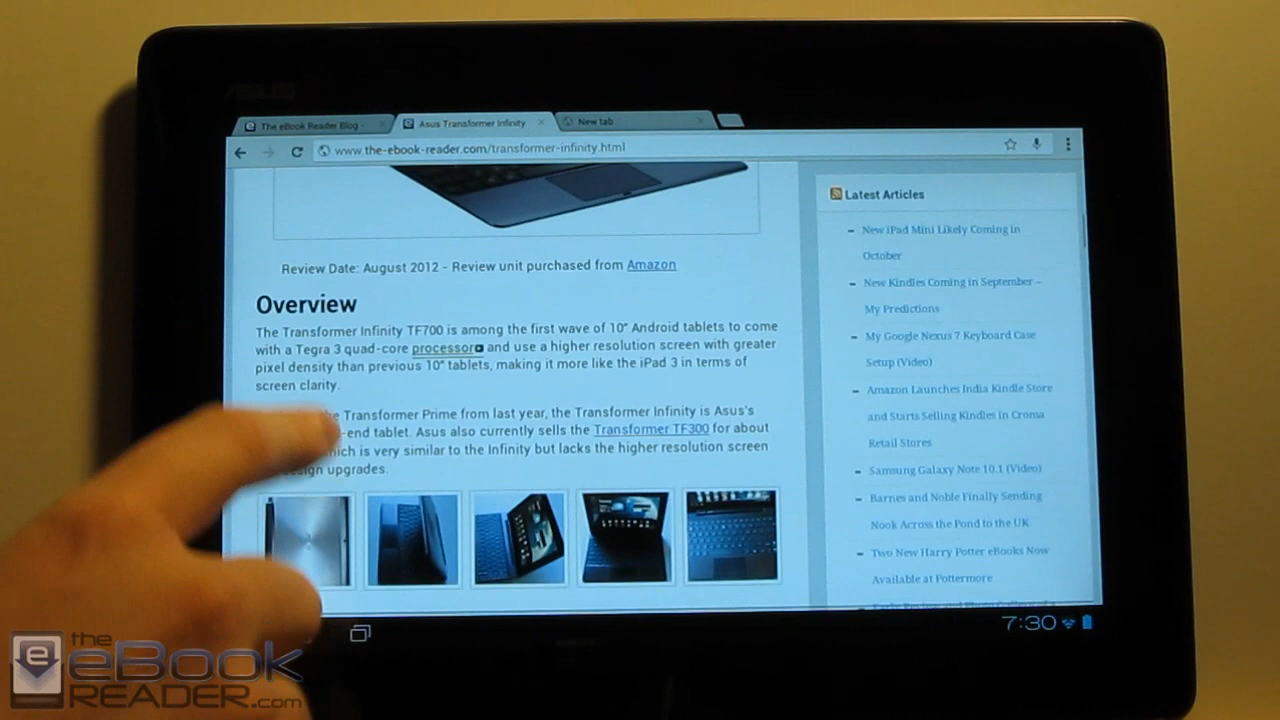 ASUS
The eBook Reader Blog -
Asus Transformer Infinity
New tab
www.the-ebook-reader.com/transformer-infinity.html
Review Date: August 2012 - Review unit purchased from Amazon
Overview
The Transformer Infinity TF700 is among the first wave of 10" Android tablets to come
with a Tegra 3 quad-core processor and use a higher resolution screen with greater
pixel density than previous 10" tablets, making it more like the iPad 3 in terms of
screen clarity.
Transformer Prime from last year, the Transformer Infinity is Asus's
-end tablet. Asus also currently sells the Transformer TF300 for about
which is very similar to the Infinity but lacks the higher resolution screen
design upgrades.
Latest Articles
New iPad Mini Likely Coming in
October
New Kindles Coming in September –
My Predictions
My Google Nexus 7 Keyboard Case
Setup (Video)
Amazon Launches India Kindle Store
and Starts Selling Kindles in Croma
Retail Stores
Samsung Galaxy Note 10.1 (Video)
Barnes and Noble Finally Sending
Nook Across the Pond to the UK
Two New Harry Potter eBooks Now
Available at Pottermore
7:30
the
eBook
READER.com